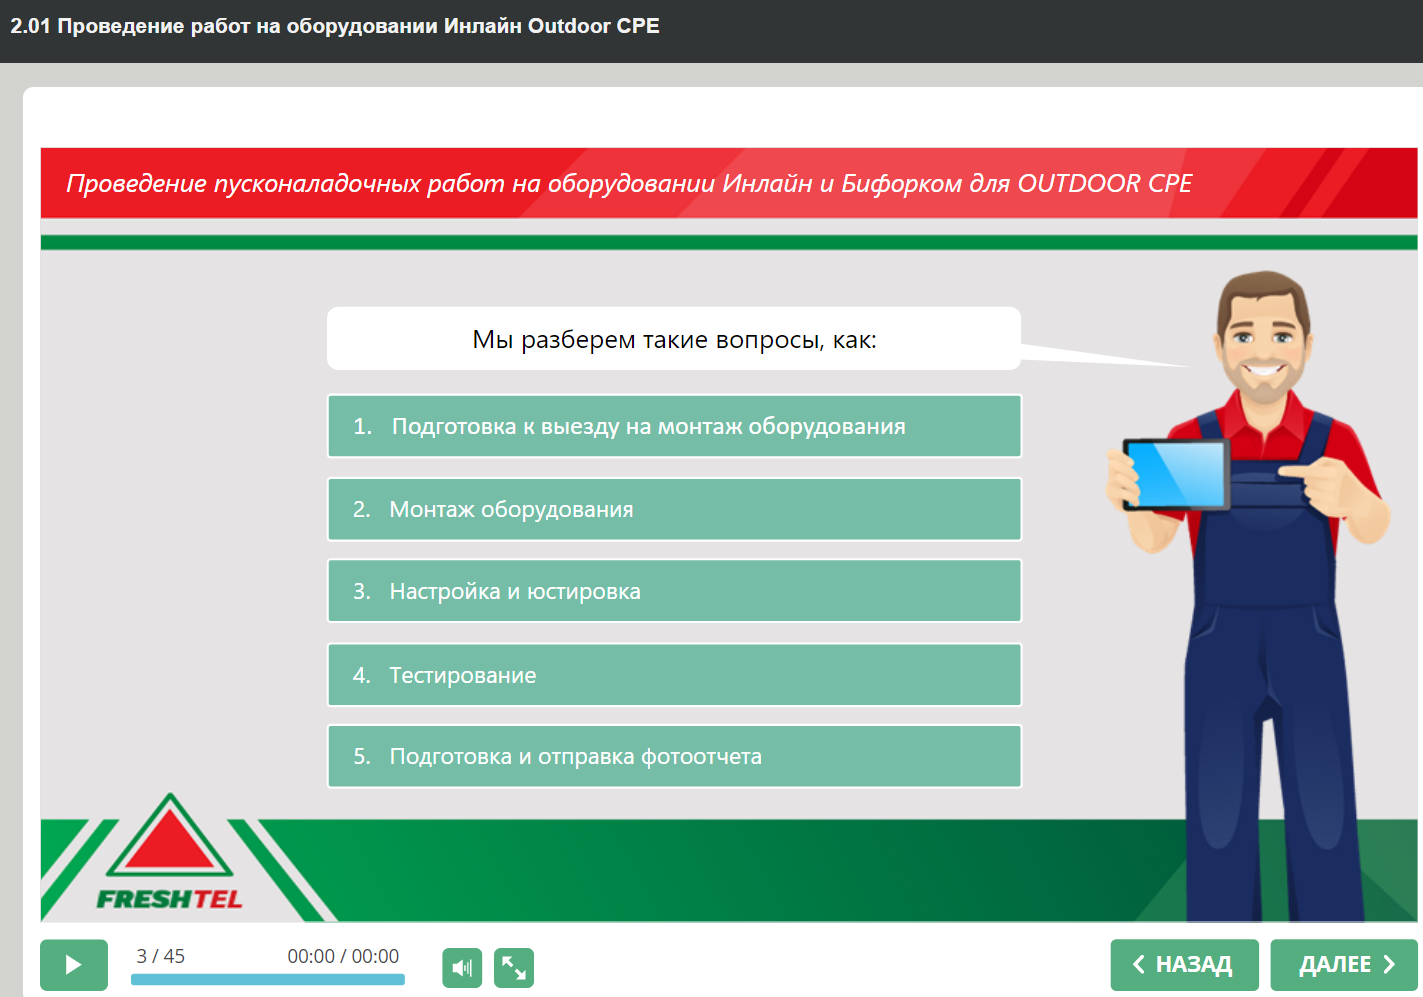 2.01 Проведение работ на оборудовании Инлайн Outdoor CPE
Проведение пусконаладочных работ на оборудовании Инлайн и Бифорком для OUTDOOR CPE
Мы разберем такие вопросы, как:
1. Подготовка к выезду на монтаж оборудования
2. Монтаж оборудования
3. Настройка и юстировка
4. Тестирование
5. Подготовка и отправка фотоотчета
FRESHTEL
3 / 45
00:00 / 00:00
НАЗАД
ДАЛЕЕ